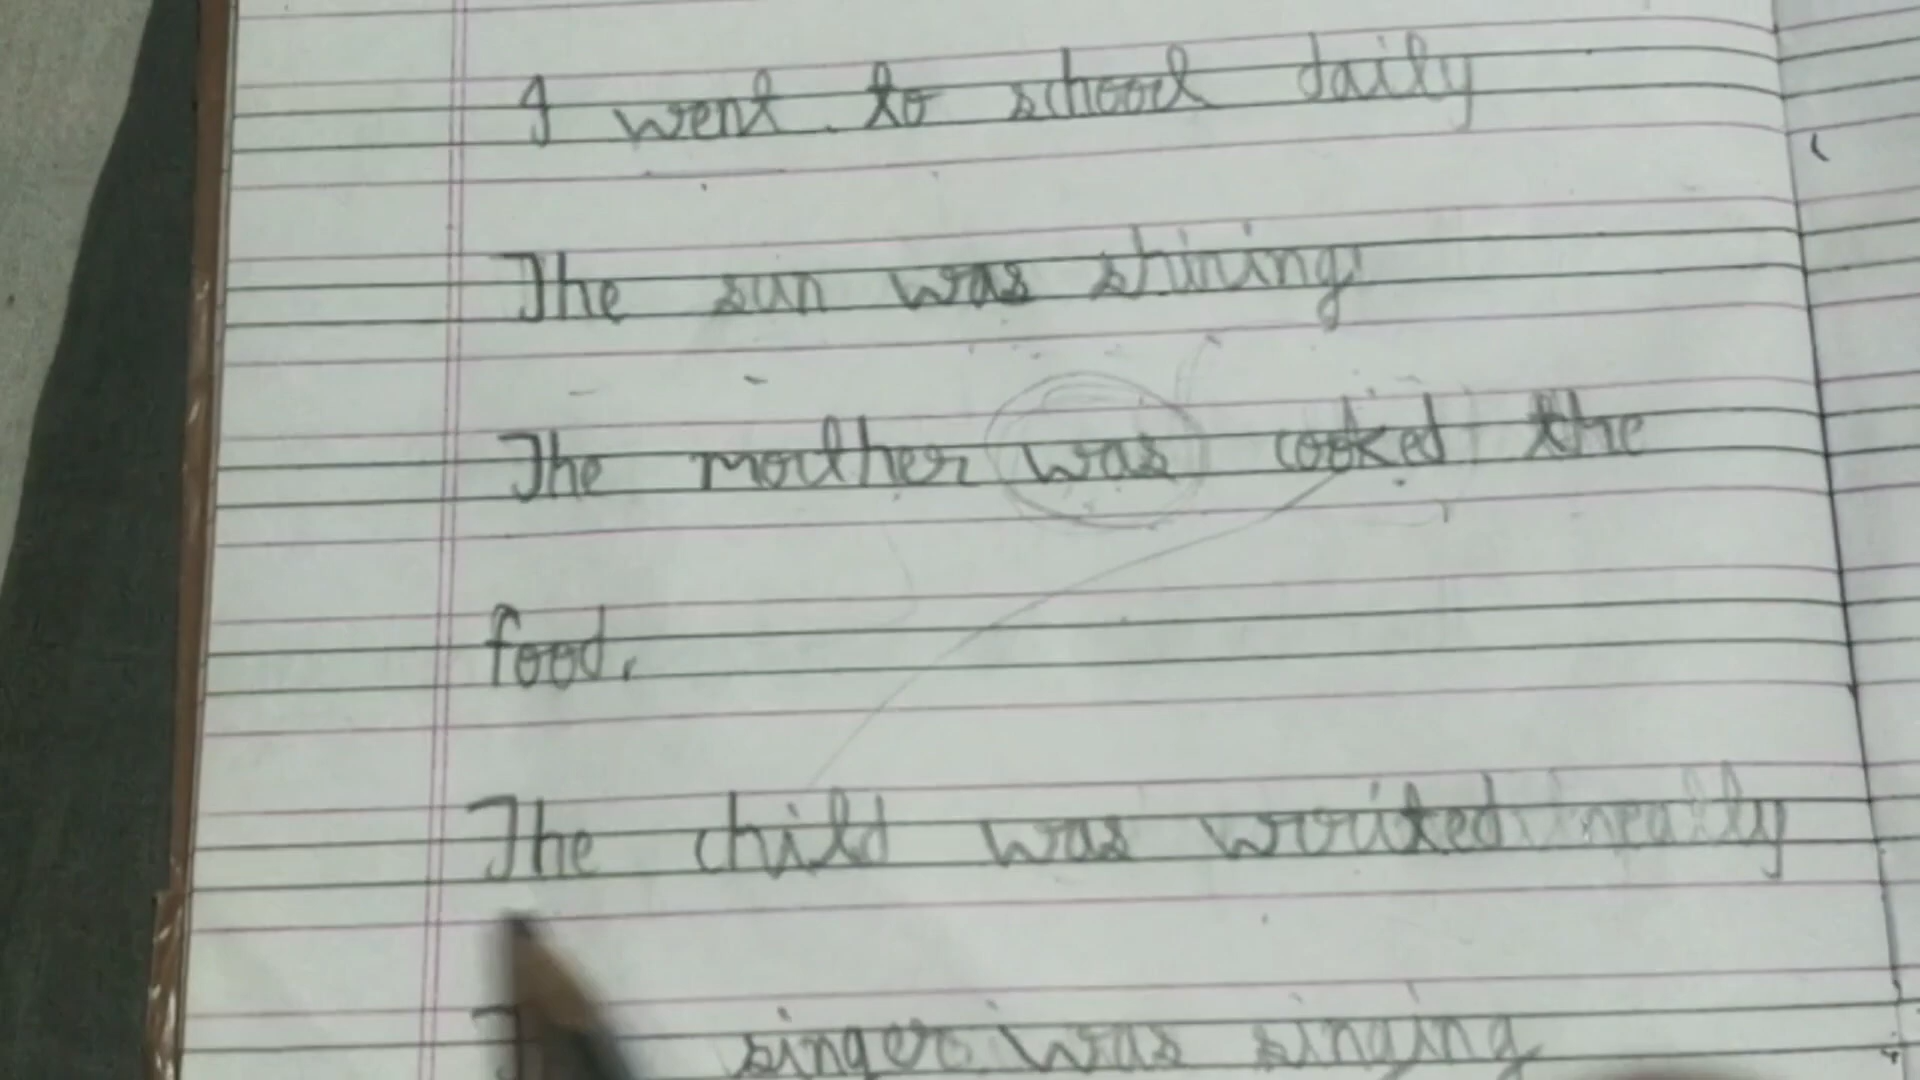 I went to school daily
The sun was shining
The mother was cooked the
food.
The child was writed neatly
singer was singing